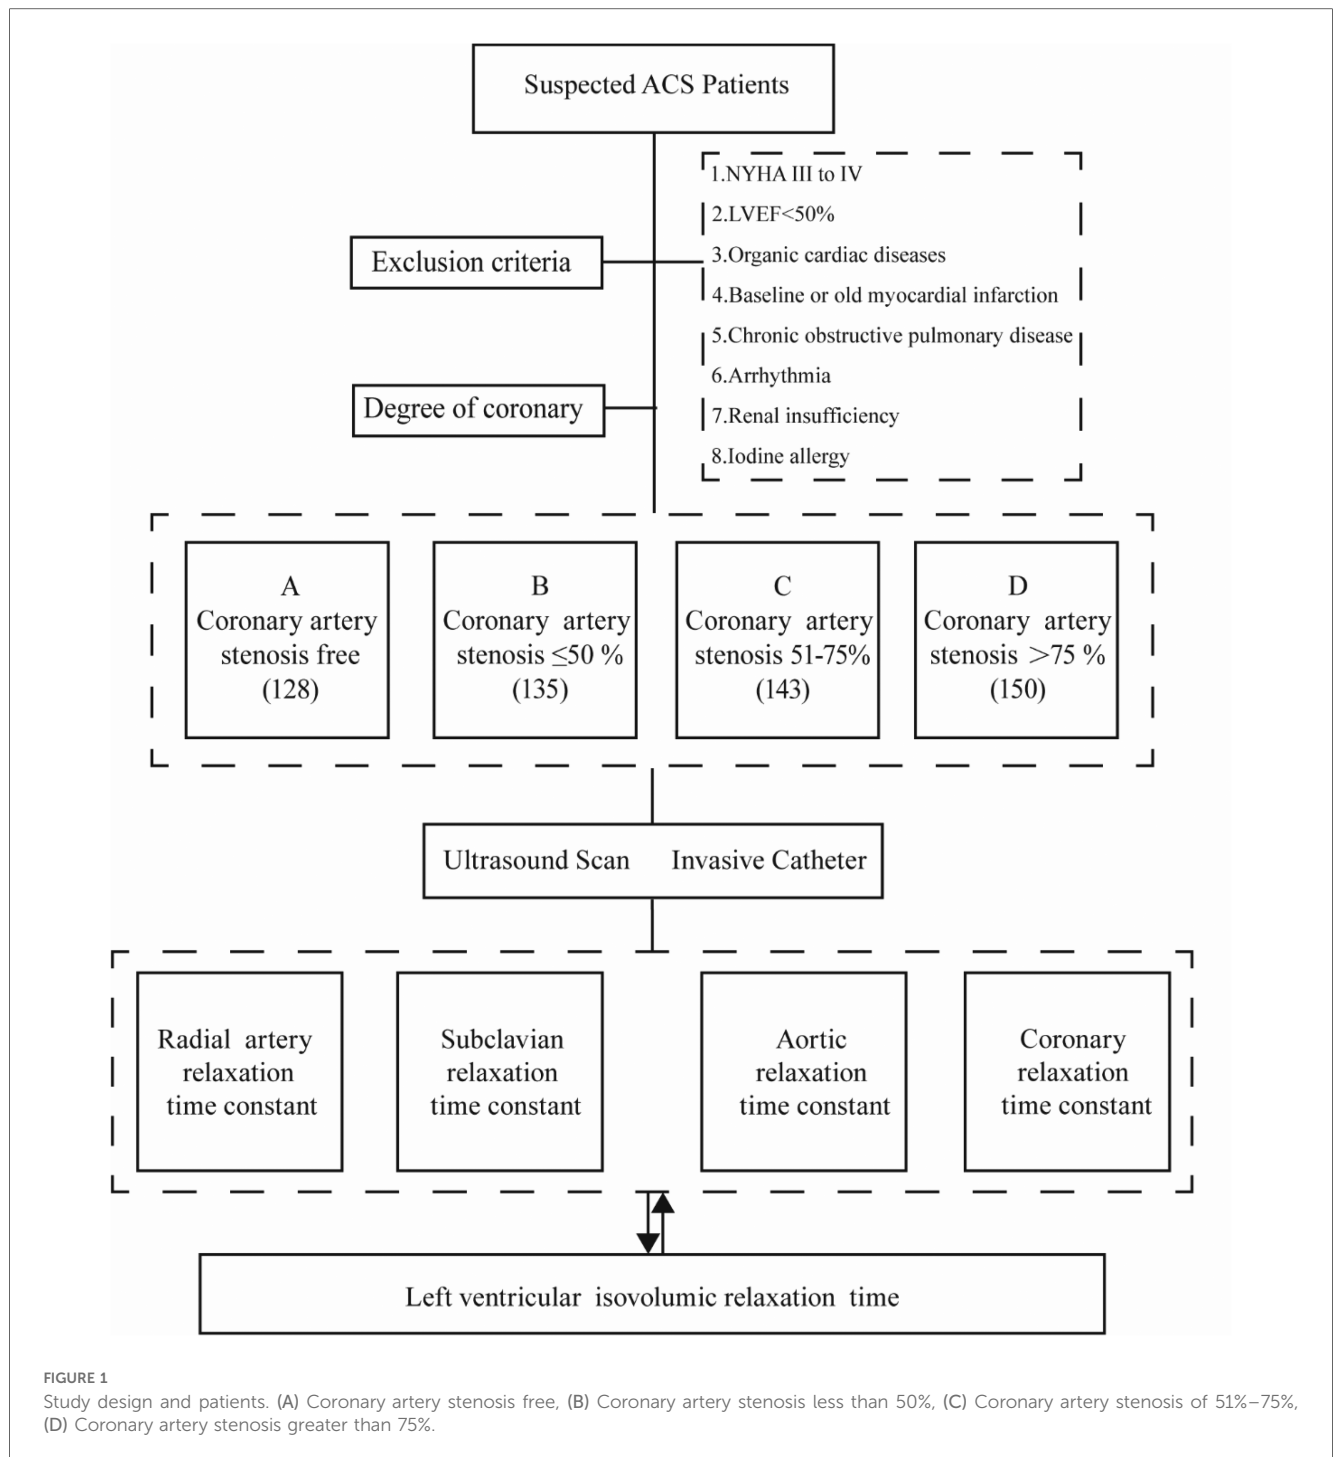 Suspected ACS Patients
1.NYHA III to IV
2.LVEF<50%
Exclusion criteria
3.Organic cardiac diseases
4.Baseline or old myocardial infarction
5.Chronic obstructive pulmonary disease
6.Arrhythmia
Degree of coronary
7.Renal insufficiency
8.Iodine allergy
A
Coronary artery
stenosis free
(128)
B
Coronary artery
stenosis ≤50 %
(135)
C
Coronary artery
stenosis 51-75%
(143)
D
Coronary artery
stenosis >75 %
(150)
Ultrasound Scan Invasive Catheter
Radial artery
relaxation
time constant
Subclavian
relaxation
time constant
Aortic
relaxation
time constant
Coronary
relaxation
time constant
Left ventricular isovolumic relaxation time
FIGURE 1
Study design and patients. (A) Coronary artery stenosis free, (B) Coronary artery stenosis less than 50%, (C) Coronary artery stenosis of 51%–75%,
(D) Coronary artery stenosis greater than 75%.